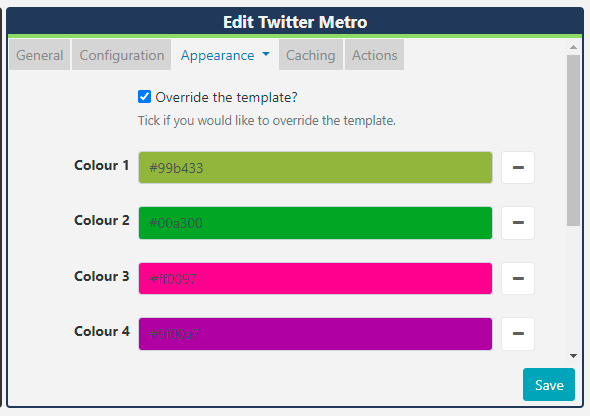 Edit Twitter Metro
General Configuration Appearance Caching Actions
Override the template?
Tick if you would like to override the template.
Colour 1 #99b433
Colour 2 #00a300
Colour 3 #ff0097
Colour 4
Save